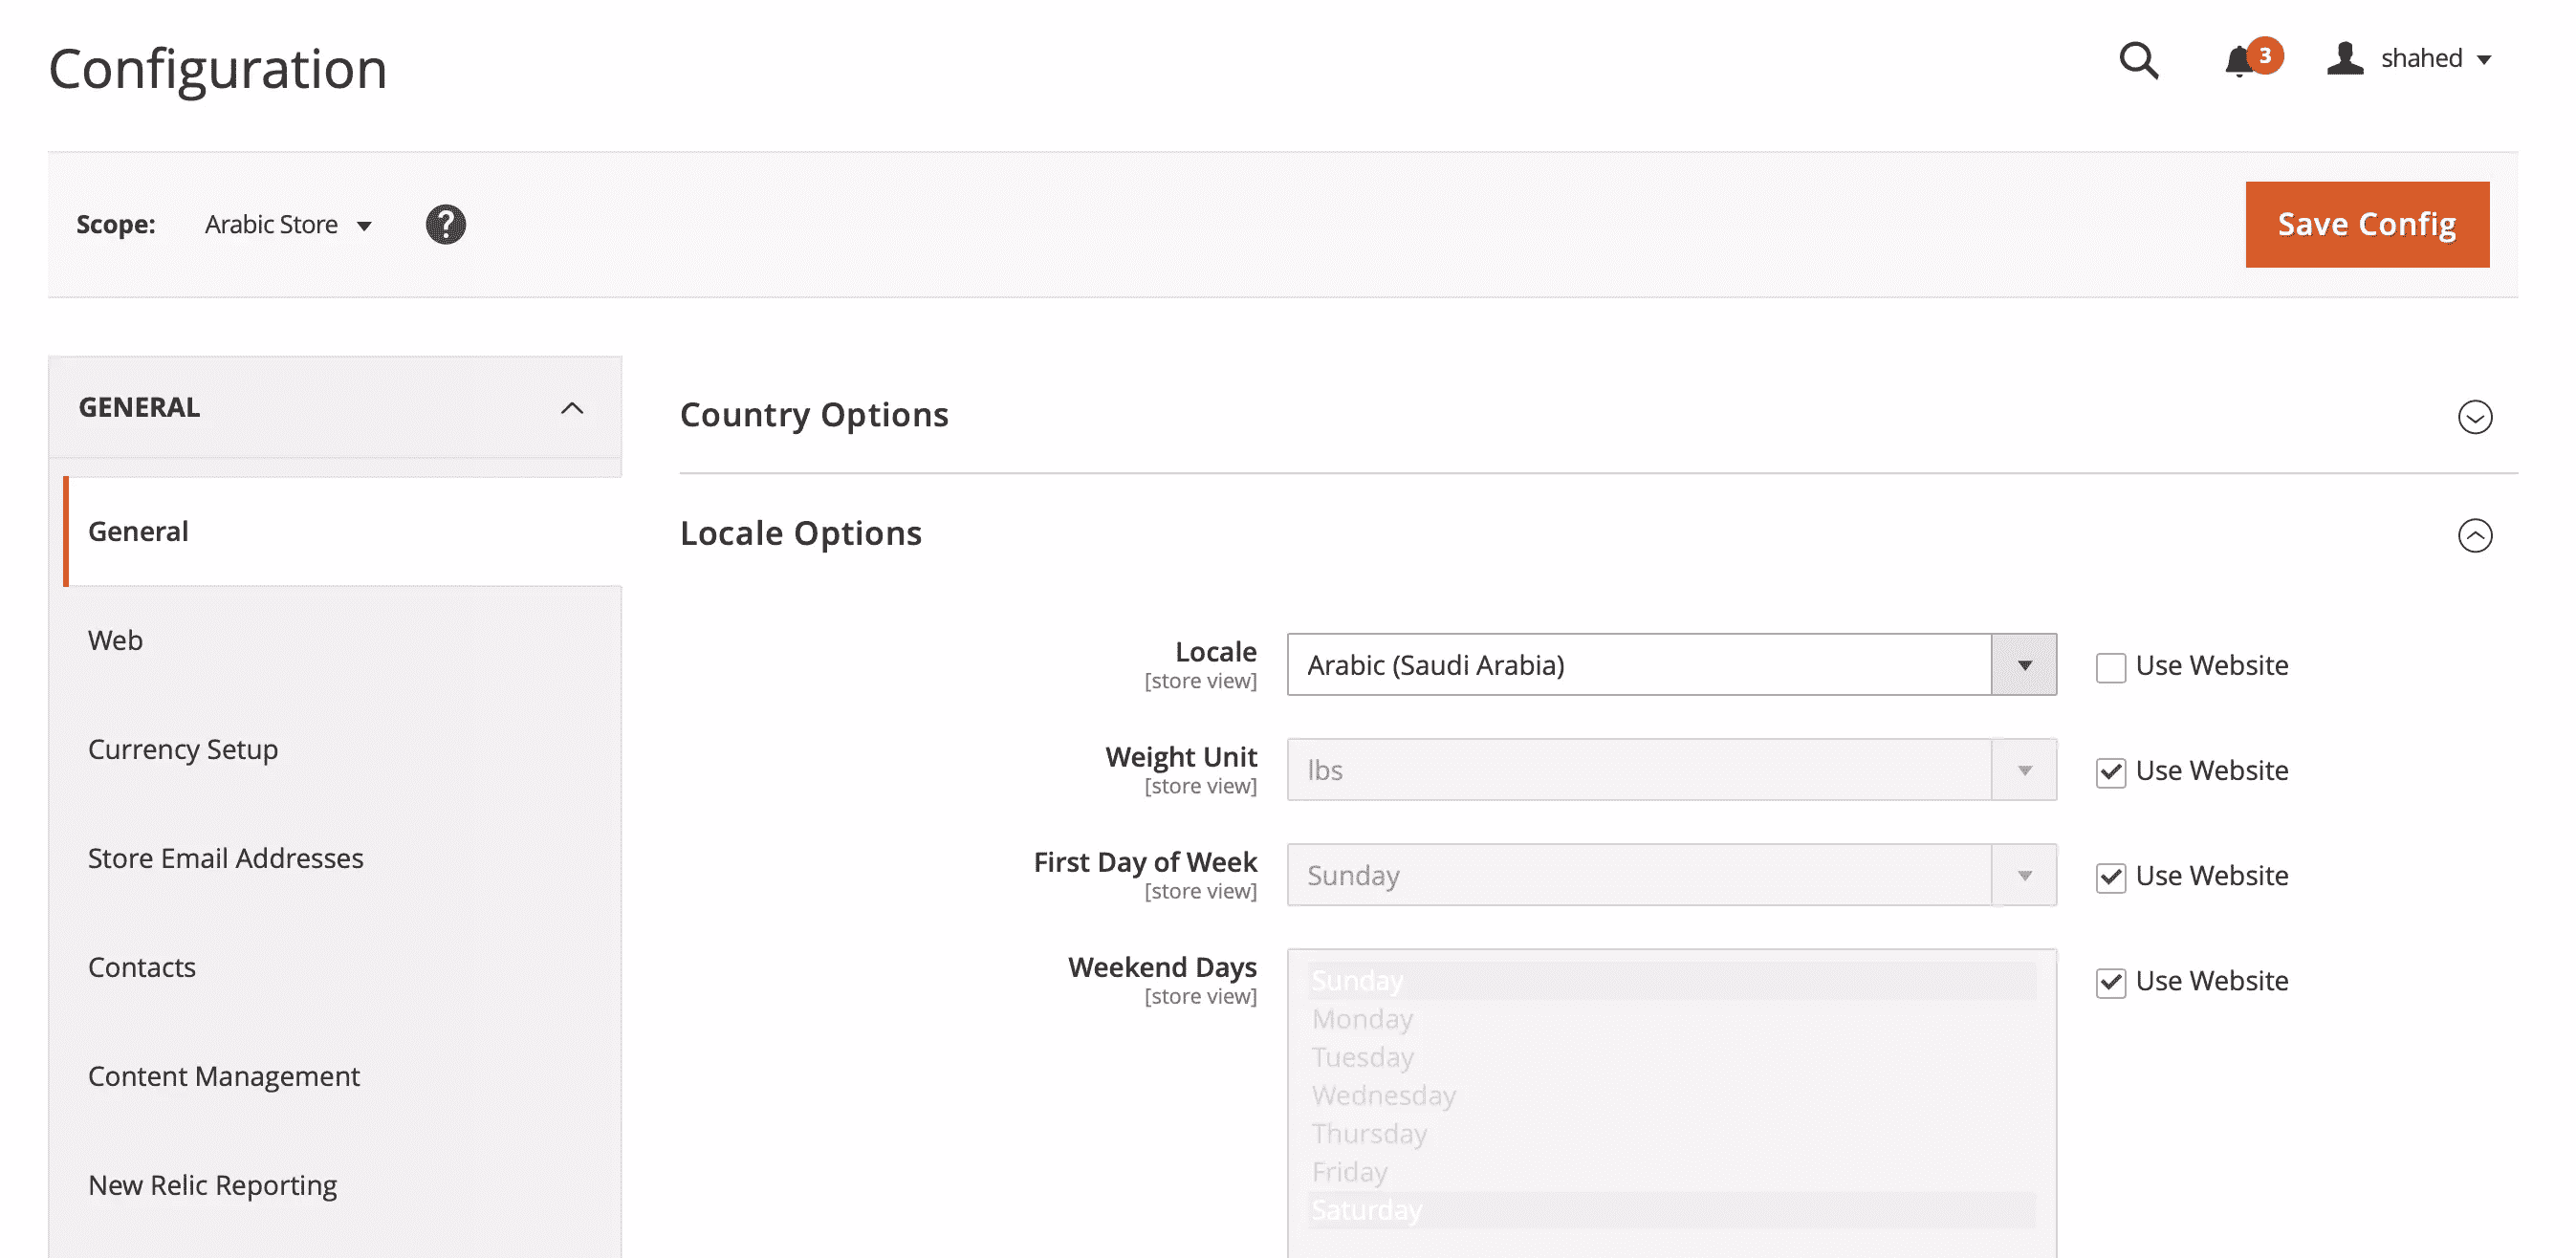 Configuration
3
shahed
Scope:
Arabic Store
?
Save Config
GENERAL
General
Web
Currency Setup
Store Email Addresses
Contacts
Content Management
New Relic Reporting
Country Options
Locale Options
Locale
[store view]
Arabic (Saudi Arabia)
Use Website
Weight Unit
[store view]
lbs
Use Website
First Day of Week
[store view]
Sunday
Use Website
Weekend Days
[store view]
Sunday
Monday
Tuesday
Wednesday
Thursday
Friday
Saturday
Use Website